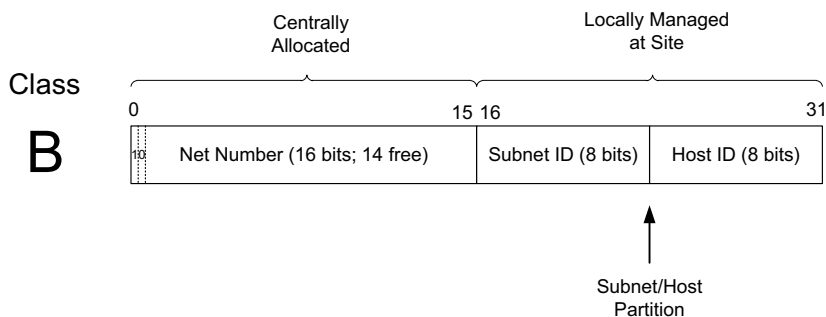 Centrally
Allocated
Locally Managed
at Site
Class
0
15 16
31
B
10
Net Number (16 bits; 14 free)
Subnet ID (8 bits)
Host ID (8 bits)
Subnet/Host
Partition